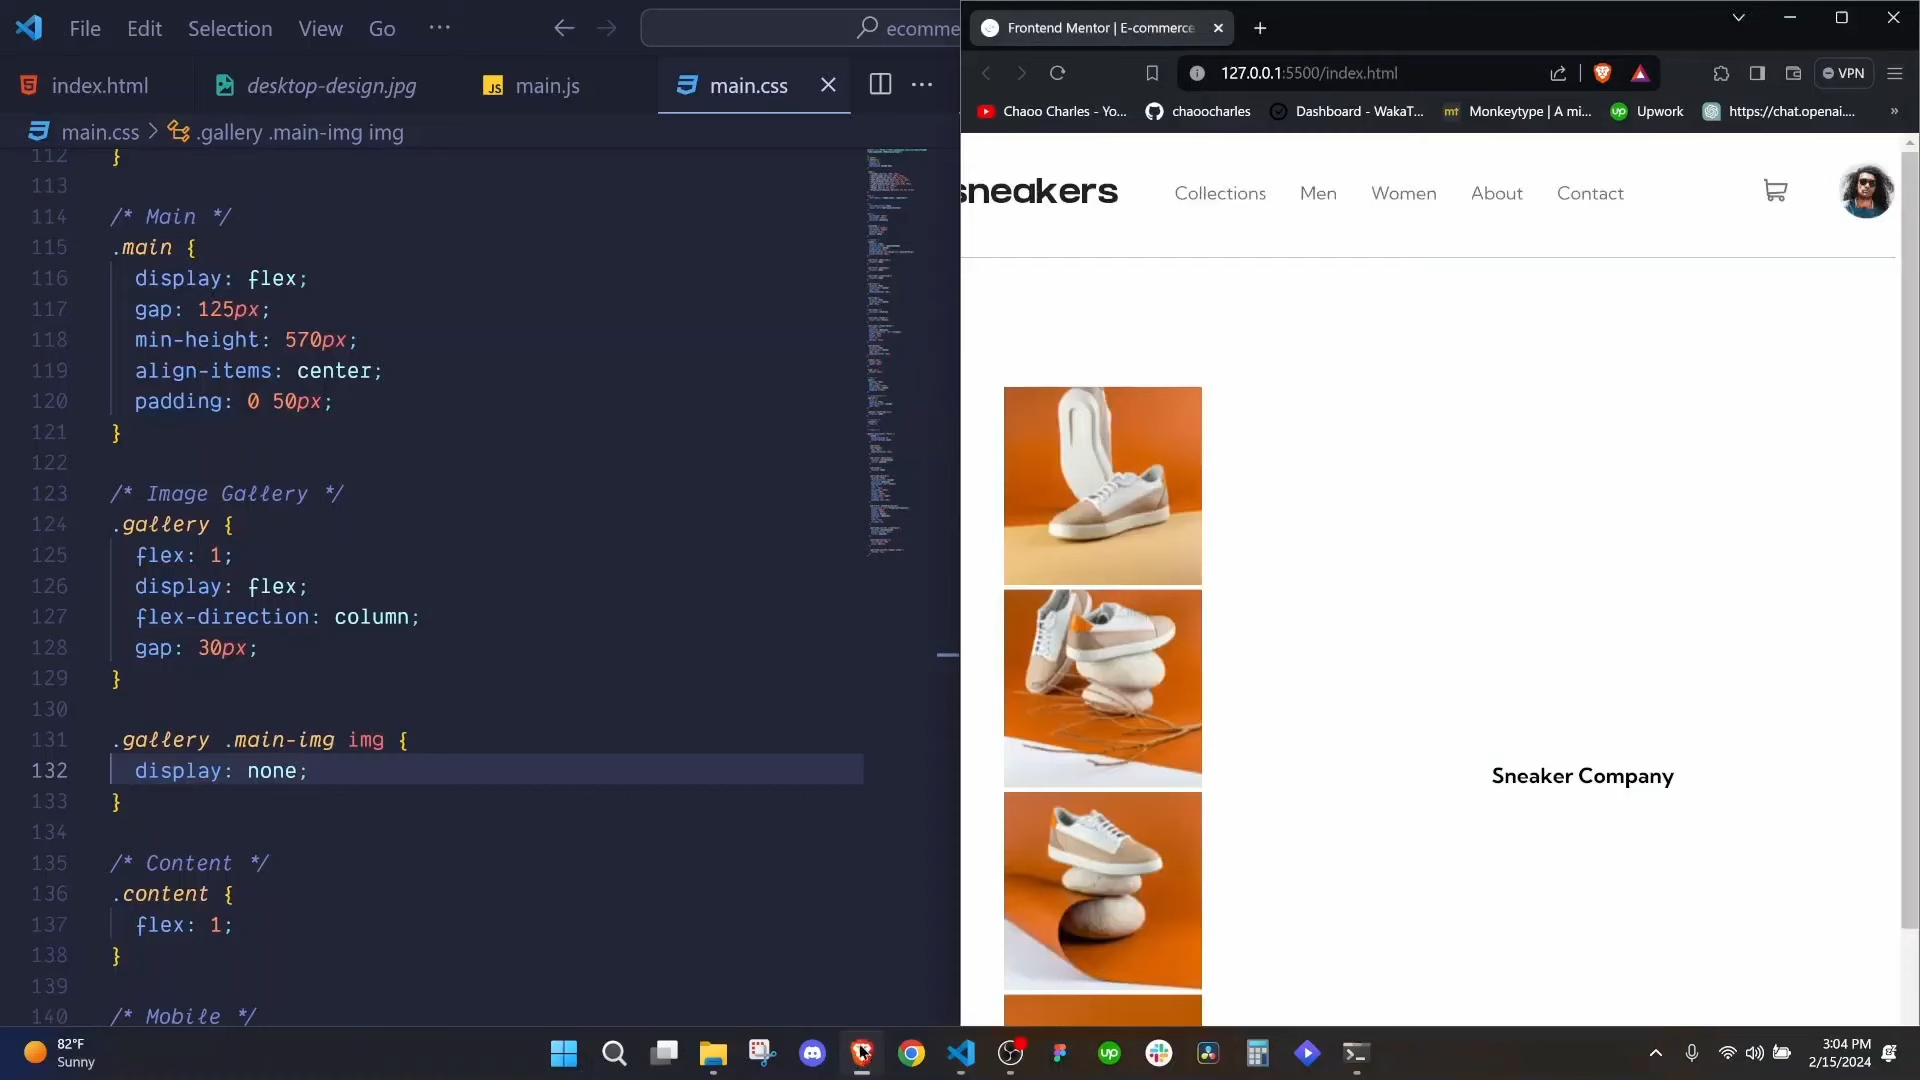 File Edit Selection View Go ··· ecomme
index.html desktop-design.jpg JS main.js main.css
main.css > .gallery .main-img img
112 }
113
114 /* Main */
115 .main {
116 display: flex;
117 gap: 125px;
118 min-height: 570px;
119 align-items: center;
120 padding: 0 50px;
121 }
122
123 /* Image Gallery */
124 .gallery {
125 flex: 1;
126 display: flex;
127 flex-direction: column;
128 gap: 30px;
129 }
130
131 .gallery .main-img img {
132 display: none;
133 }
134
135 /* Content */
136 .content {
137 flex: 1;
138 }
139
140 /* Mobile */
Frontend Mentor | E-commerce
127.0.0.1:5500/index.html VPN
Chaoo Charles - Yo... chaoocharles Dashboard - WakaT... mt Monkeytype | A mi... up Upwork https://chat.openai.... »
sneakers Collections Men Women About Contact
Sneaker Company
82°F
Sunny
up
3:04 PM
2/15/2024